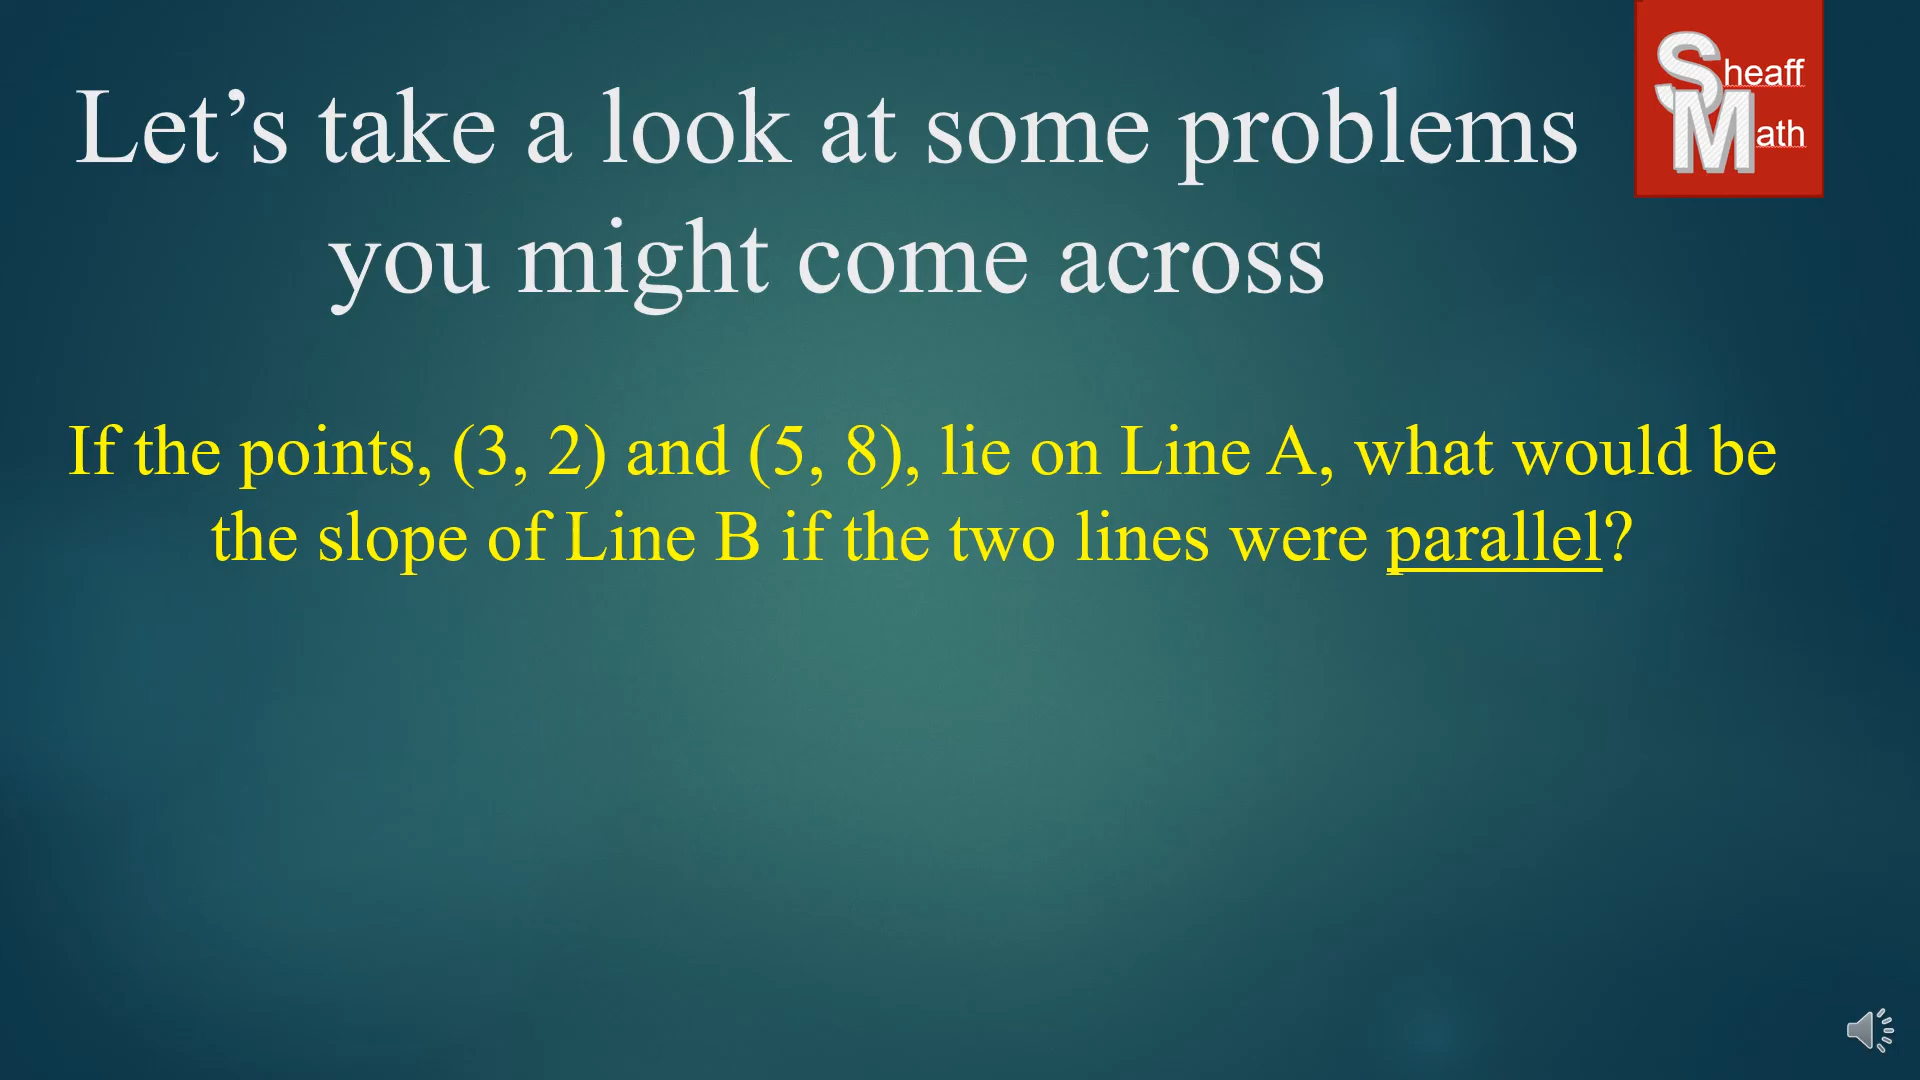 Let’s take a look at some problems
you might come across
Sheaff
Math
If the points, (3, 2) and (5, 8), lie on Line A, what would be
the slope of Line B if the two lines were parallel?